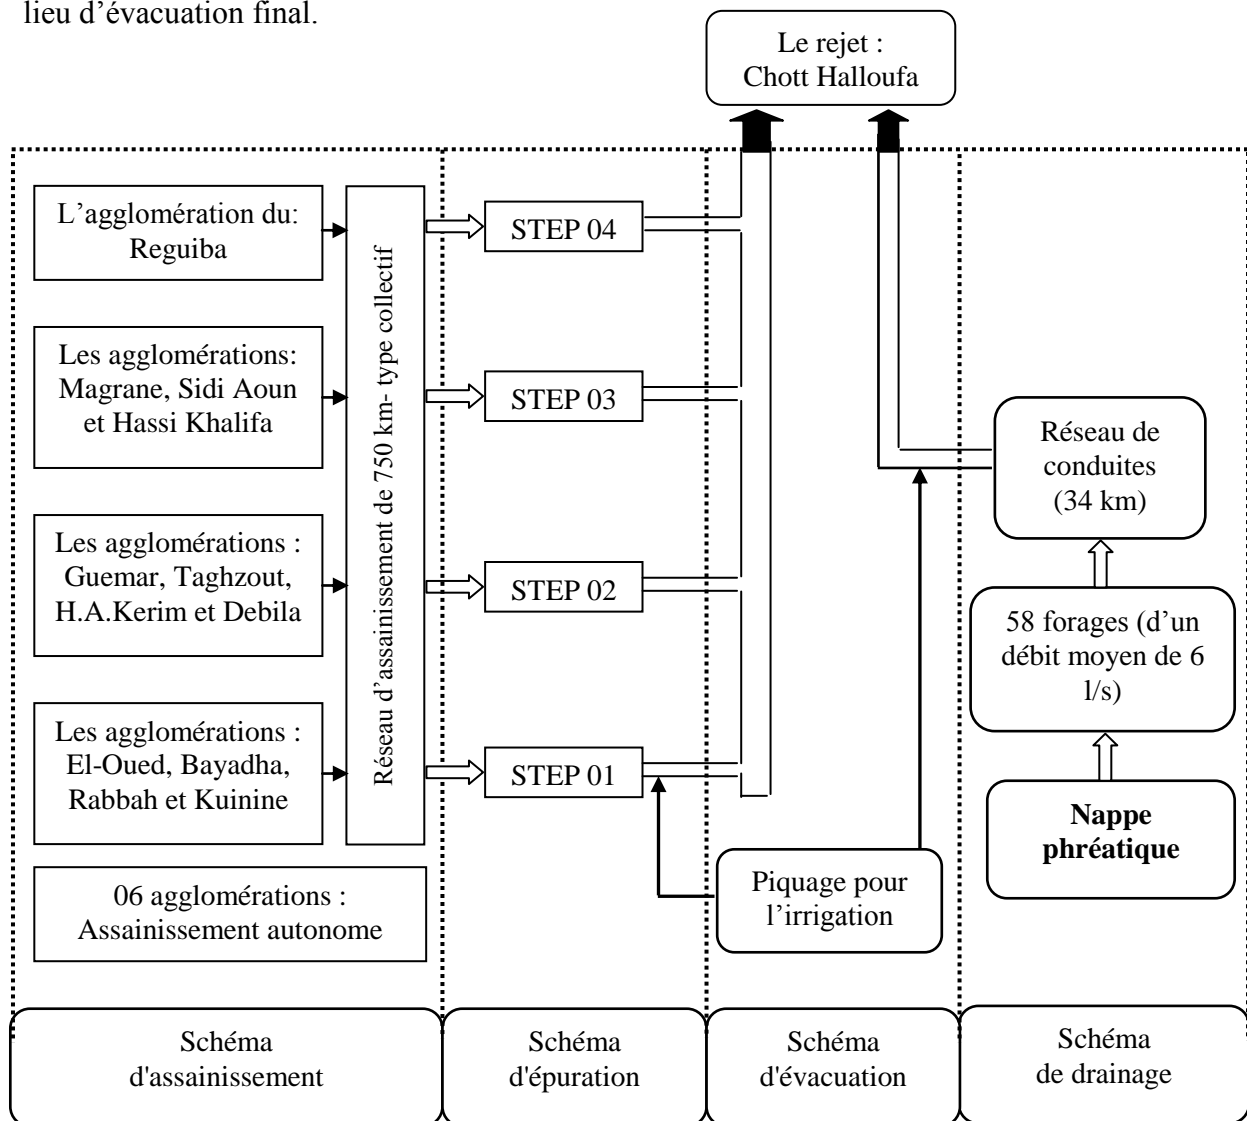 lieu d’évacuation final.
Le rejet :
Chott Halloufa
L’agglomération du:
Reguiba
Les agglomérations:
Magrane, Sidi Aoun
et Hassi Khalifa
Les agglomérations :
Guemar, Taghzout,
H.A.Kerim et Debila
Les agglomérations :
El-Oued, Bayadha,
Rabbah et Kuinine
06 agglomérations :
Assainissement autonome
Réseau d’assainissement de 750 km- type collectif
STEP 04
STEP 03
STEP 02
STEP 01
Piquage pour
l’irrigation
Réseau de
conduites
(34 km)
58 forages (d’un
débit moyen de 6
l/s)
Nappe
phréatique
Schéma
d'assainissement
Schéma
d'épuration
Schéma
d'évacuation
Schéma
de drainage